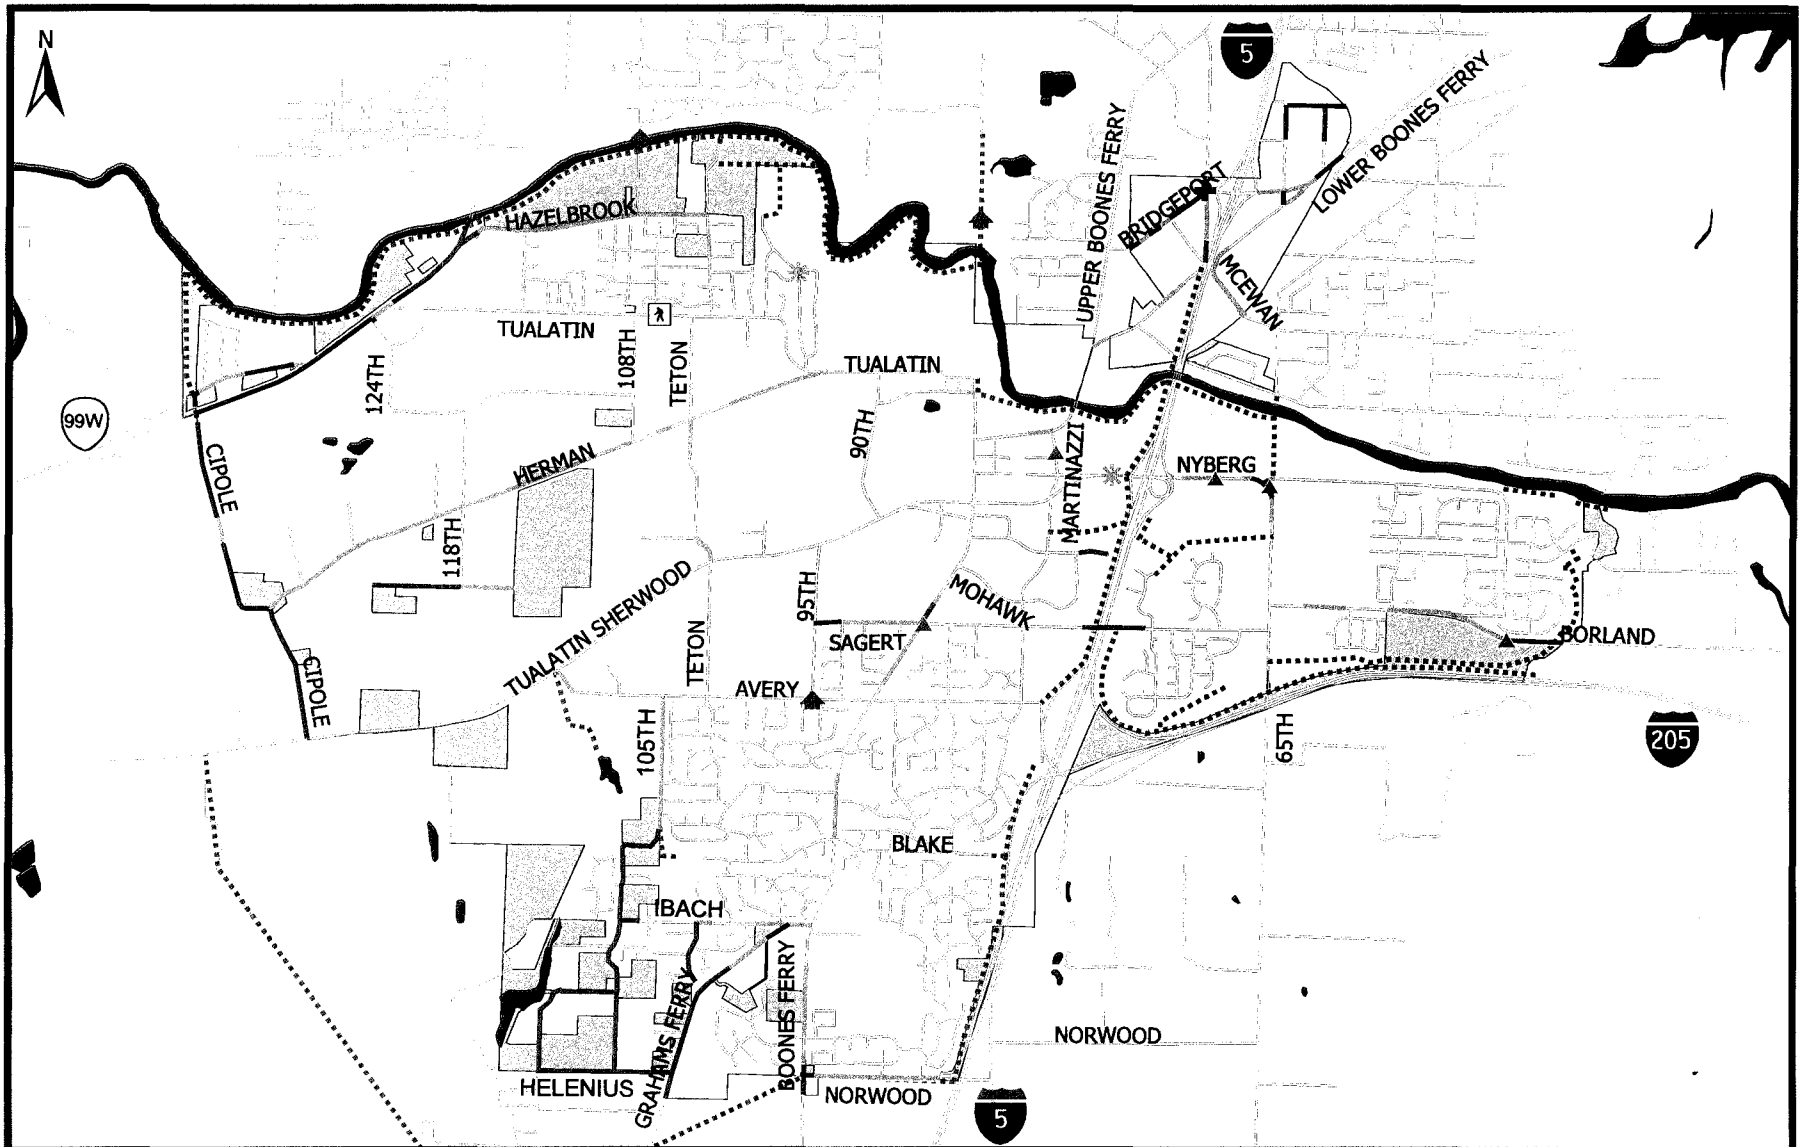 N
5
LOWER BOONES FERRY
UPPER BOONES FERRY
BRIDGEPORT
HAZELBROOK
MCEWAN
TUALATIN
108TH
TETON
TUALATIN
124TH
99W
90TH
MARTINAZZI
CIPOLE
HERMAN
NYBERG
118TH
TUALATIN SHERWOOD
95TH
MOHAWK
SAGERT
BORLAND
CIPOLE
TETON
AVERY
105TH
65TH
205
BLAKE
IBACH
GRAHAMS FERRY
BOONES FERRY
NORWOOD
HELENIUS
NORWOOD
5